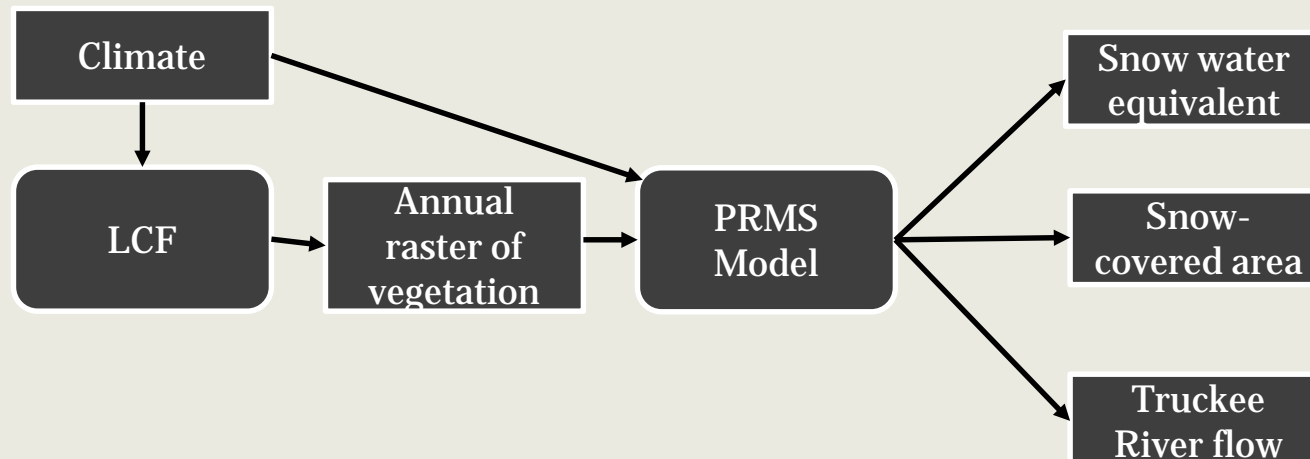 Climate
LCF
Annual
raster of
vegetation
PRMS
Model
Snow water
equivalent
Snow-
covered area
Truckee
River flow